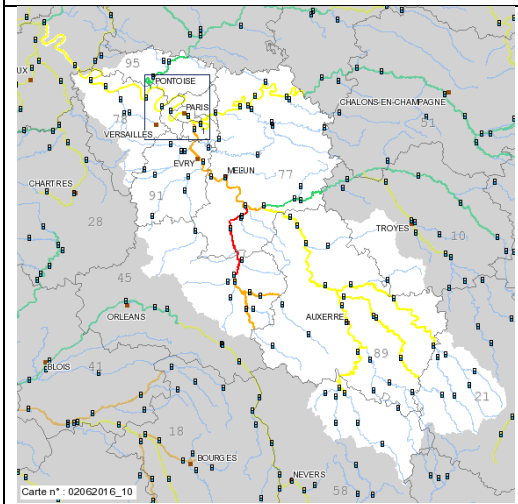 95
PONTOISE
UX
PARIS
CHALONS-EN-CHAMPAGNE
VERSAILLES
51
EVRY
MELUN
77
CHARTRES
91
28
TROYES
10
45
ORLEANS
AUXERRE
89
BLOIS
41
21
18
BOURGES
NEVERS
58
Carte n° : 02062016_10